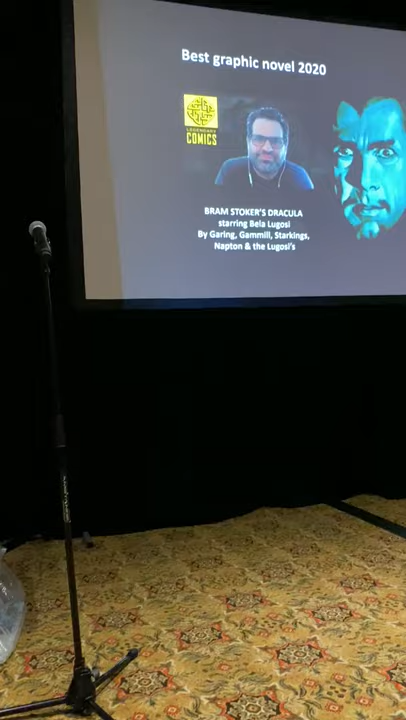 Best graphic novel 2020
LEGENDARY
COMICS
BRAM STOKER'S DRACULA
starring Bela Lugosi
By Garing, Gammill, Starkings,
Napton & the Lugosi's